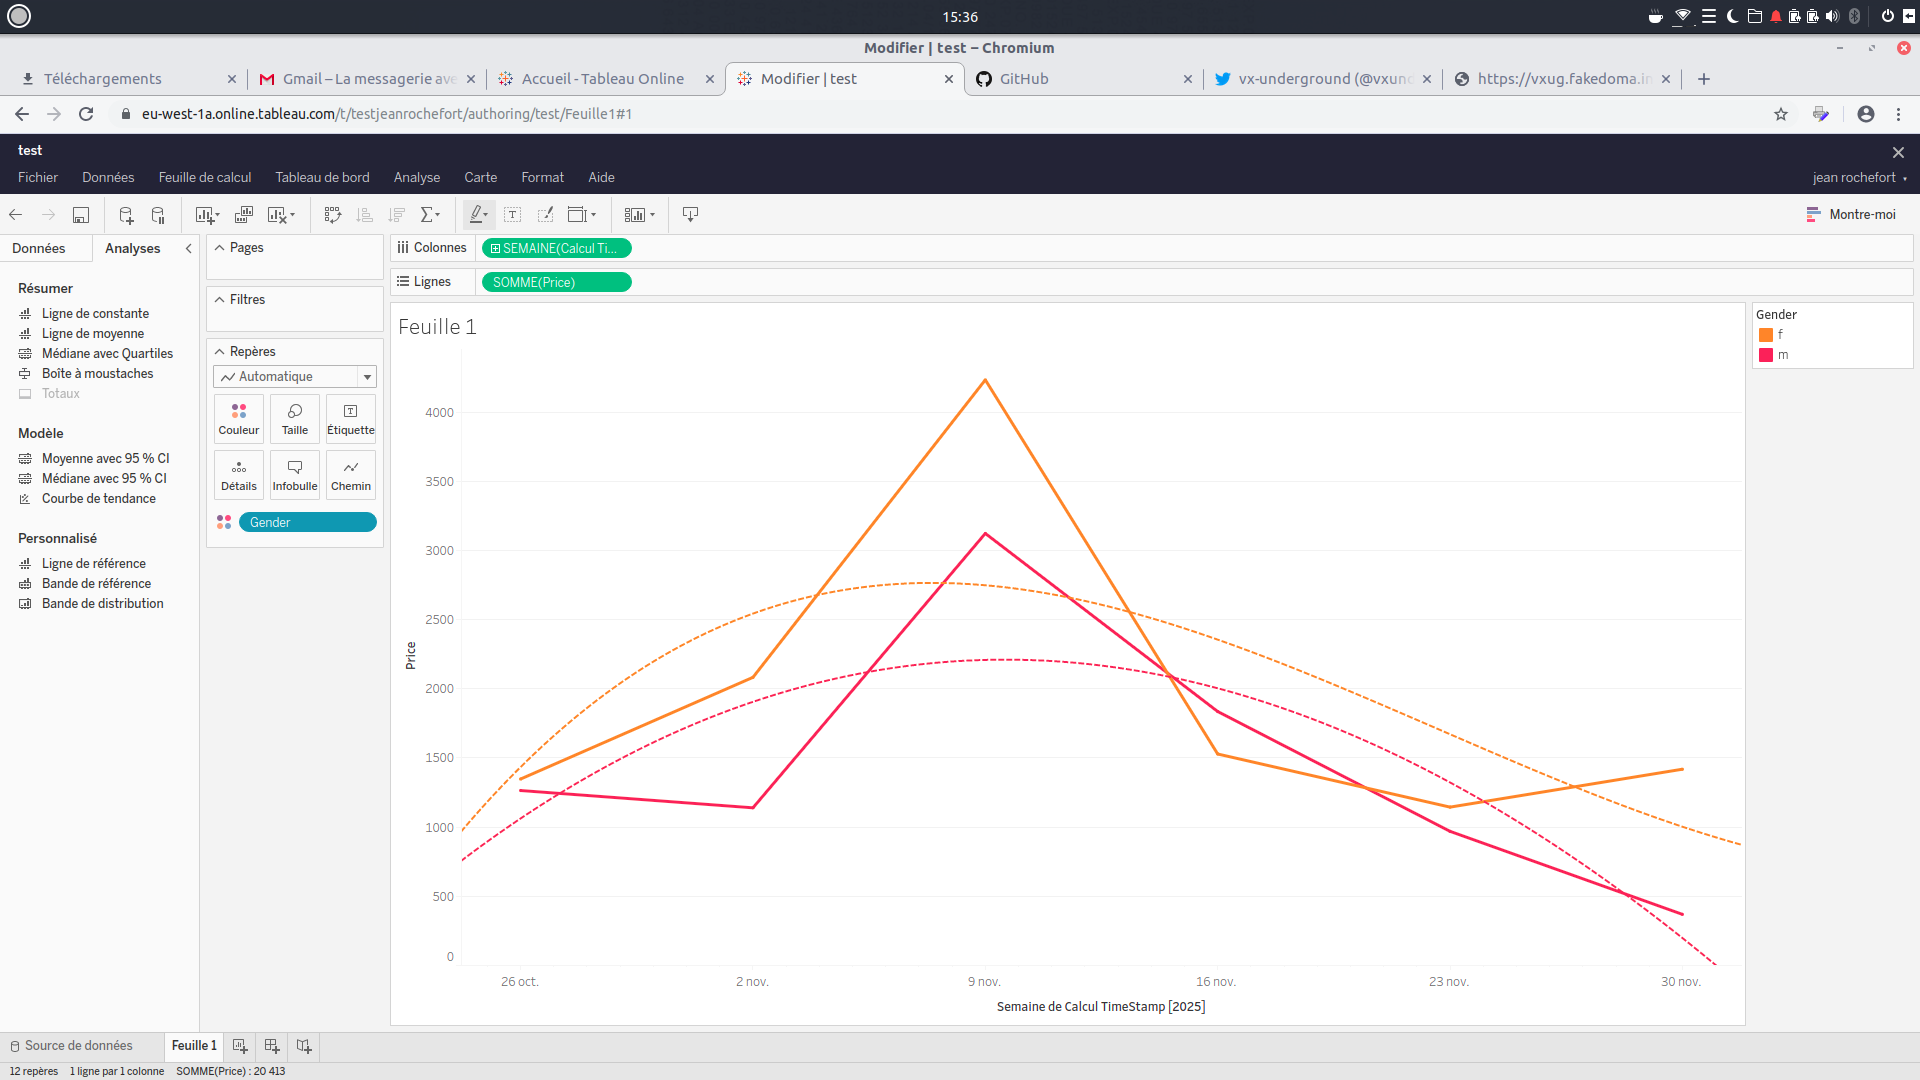 15:36
Modifier | test – Chromium
Téléchargements
Gmail – La messagerie ave
Accueil - Tableau Online
Modifier | test
GitHub
vx-underground (@vxund
https://vxug.fakedoma.in
eu-west-1a.online.tableau.com/t/testjeanrochefort/authoring/test/Feuille1#1
test
Fichier Données Feuille de calcul Tableau de bord Analyse Carte Format Aide
jean rochefort
Montre-moi
Données Analyses
Résumer
Ligne de constante
Ligne de moyenne
Médiane avec Quartiles
Boîte à moustaches
Totaux
Modèle
Moyenne avec 95 % CI
Médiane avec 95 % CI
Courbe de tendance
Personnalisé
Ligne de référence
Bande de référence
Bande de distribution
Pages
Filtres
Repères
Automatique
Couleur Taille Étiquette
Détails Infobulle Chemin
Gender
Colonnes SEMAINE(Calcul Ti...
Lignes SOMME(Price)
Feuille 1
4000
3500
3000
2500
2000
1500
1000
500
0
Price
26 oct. 2 nov. 9 nov. 16 nov. 23 nov. 30 nov.
Semaine de Calcul TimeStamp [2025]
Gender
f
m
Source de données Feuille 1
12 repères 1 ligne par 1 colonne SOMME(Price) : 20 413